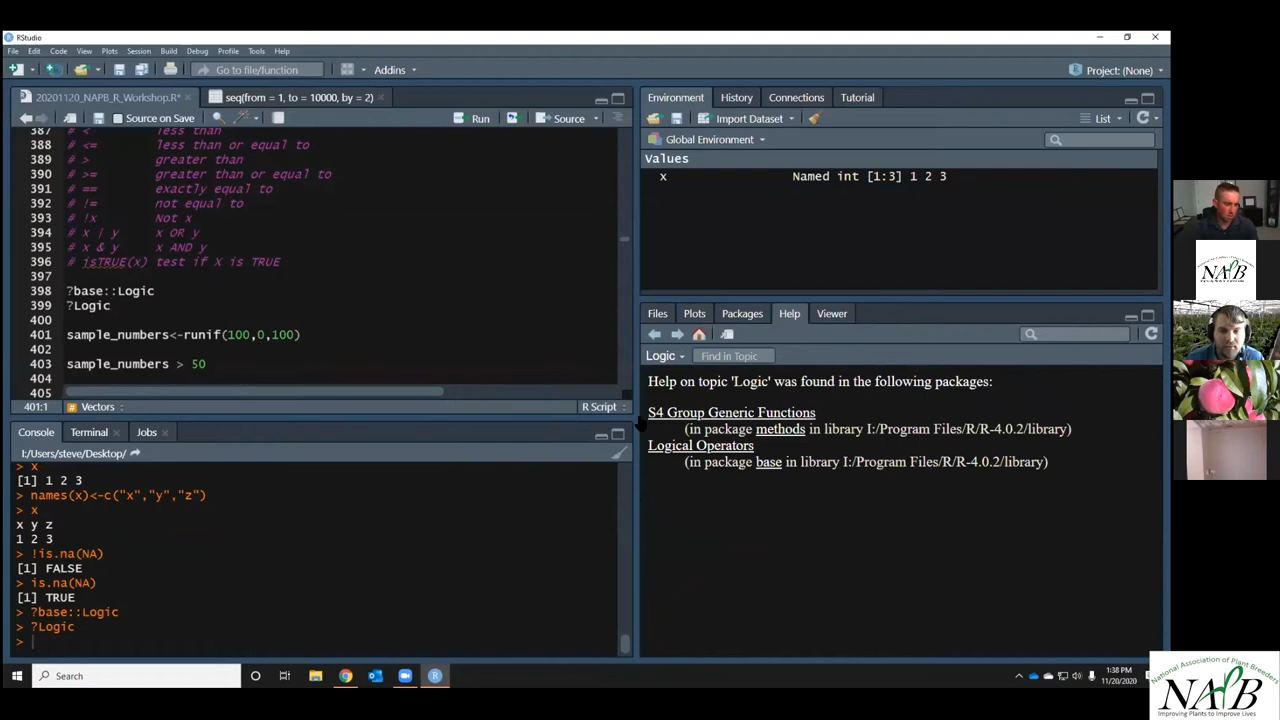 RStudio
File Edit Code View Plots Session Build Debug Profile Tools Help
Go to file/function
Addins
Project: (None)
20201120_NAPB_R_Workshop.R*
seq(from = 1, to = 10000, by = 2)
Source on Save
Run
Source
387 # < less than
388 # <= less than or equal to
389 # > greater than
390 # >= greater than or equal to
391 # == exactly equal to
392 # != not equal to
393 # !x Not x
394 # x | y x OR y
395 # x & y x AND y
396 # isTRUE(x) test if X is TRUE
397
398 ?base::Logic
399 ?Logic
400
401 sample_numbers<-runif(100,0,100)
402
403 sample_numbers > 50
404
405
401:1
# Vectors
R Script
Console Terminal Jobs
I:/Users/steve/Desktop/
> x
[1] 1 2 3
> names(x)<-c("x","y","z")
> x
x y z
1 2 3
> !is.na(NA)
[1] FALSE
> is.na(NA)
[1] TRUE
> ?base::Logic
> ?Logic
>
Environment History Connections Tutorial
Import Dataset
List
Global Environment
Values
x Named int [1:3] 1 2 3
Files Plots Packages Help Viewer
Logic
Find in Topic
Help on topic 'Logic' was found in the following packages:
S4 Group Generic Functions
(in package methods in library I:/Program Files/R/R-4.0.2/library)
Logical Operators
(in package base in library I:/Program Files/R/R-4.0.2/library)
Search
1:38 PM
11/20/2020
NAPB
National Association of Plant Breeders
NAPB
Improving Plants to Improve Lives